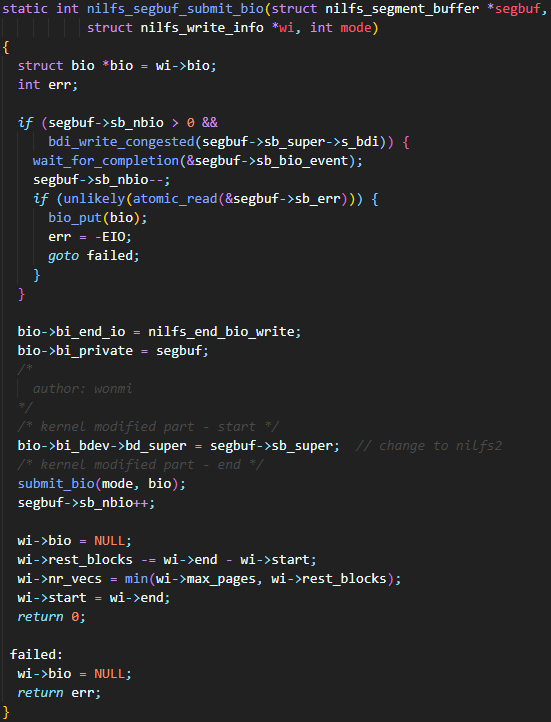 static int nilfs_segbuf_submit_bio(struct nilfs_segment_buffer *segbuf,
            struct nilfs_write_info *wi, int mode)
{
  struct bio *bio = wi->bio;
  int err;

  if (segbuf->sb_nbio > 0 &&
      bdi_write_congested(segbuf->sb_super->s_bdi)) {
    wait_for_completion(&segbuf->sb_bio_event);
    segbuf->sb_nbio--;
    if (unlikely(atomic_read(&segbuf->sb_err))) {
      bio_put(bio);
      err = -EIO;
      goto failed;
    }
  }

  bio->bi_end_io = nilfs_end_bio_write;
  bio->bi_private = segbuf;
  /*
    author: wonmi
  */
  /* kernel modified part - start */
  bio->bi_bdev->bd_super = segbuf->sb_super;  // change to nilfs2
  /* kernel modified part - end */
  submit_bio(mode, bio);
  segbuf->sb_nbio++;

  wi->bio = NULL;
  wi->rest_blocks -= wi->end - wi->start;
  wi->nr_vecs = min(wi->max_pages, wi->rest_blocks);
  wi->start = wi->end;
  return 0;

 failed:
  wi->bio = NULL;
  return err;
}